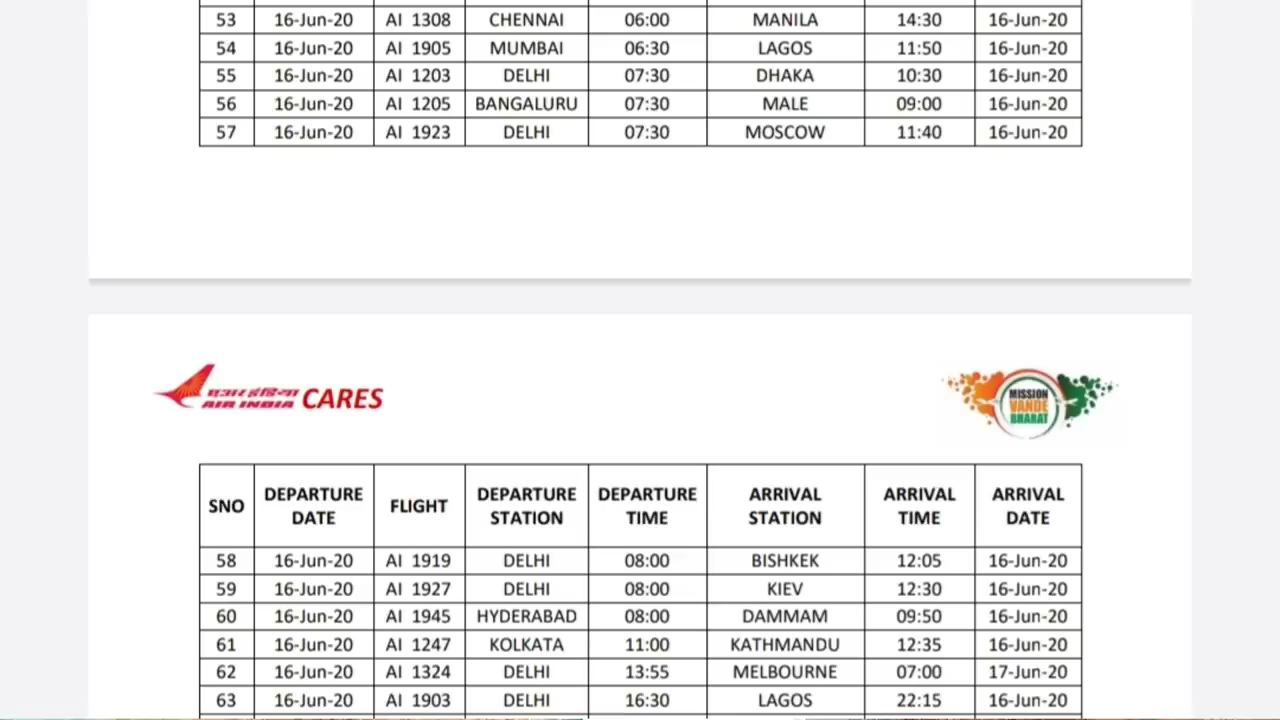 53 16-Jun-20 AI 1308 CHENNAI 06:00 MANILA 14:30 16-Jun-20
54 16-Jun-20 AI 1905 MUMBAI 06:30 LAGOS 11:50 16-Jun-20
55 16-Jun-20 AI 1203 DELHI 07:30 DHAKA 10:30 16-Jun-20
56 16-Jun-20 AI 1205 BANGALURU 07:30 MALE 09:00 16-Jun-20
57 16-Jun-20 AI 1923 DELHI 07:30 MOSCOW 11:40 16-Jun-20
एअर इंडिया
AIR INDIA CARES
MISSION
VANDE
BHARAT
SNO DEPARTURE DATE FLIGHT DEPARTURE STATION DEPARTURE TIME ARRIVAL STATION ARRIVAL TIME ARRIVAL DATE
58 16-Jun-20 AI 1919 DELHI 08:00 BISHKEK 12:05 16-Jun-20
59 16-Jun-20 AI 1927 DELHI 08:00 KIEV 12:30 16-Jun-20
60 16-Jun-20 AI 1945 HYDERABAD 08:00 DAMMAM 09:50 16-Jun-20
61 16-Jun-20 AI 1247 KOLKATA 11:00 KATHMANDU 12:35 16-Jun-20
62 16-Jun-20 AI 1324 DELHI 13:55 MELBOURNE 07:00 17-Jun-20
63 16-Jun-20 AI 1903 DELHI 16:30 LAGOS 22:15 16-Jun-20